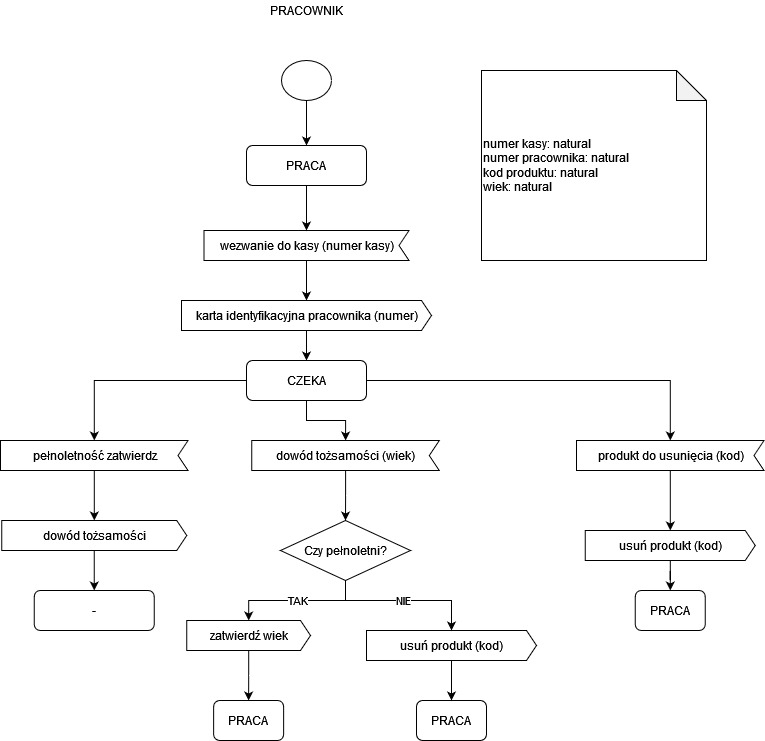 PRACOWNIK
PRACA
numer kasy: natural
numer pracownika: natural
kod produktu: natural
wiek: natural
wezwanie do kasy (numer kasy)
karta identyfikacyjna pracownika (numer)
CZEKA
pełnoletność zatwierdz
dowód tożsamości (wiek)
produkt do usunięcia (kod)
dowód tożsamości
Czy pełnoletni?
usuń produkt (kod)
-
TAK
NIE
PRACA
zatwierdź wiek
usuń produkt (kod)
PRACA
PRACA